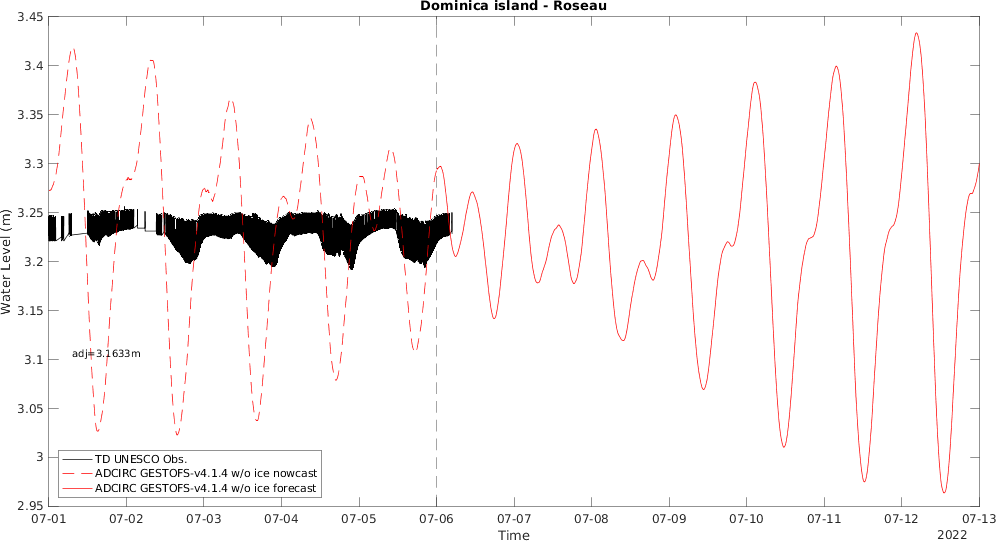 Dominica island - Roseau
3.45
3.4
3.35
3.3
3.25
3.2
3.15
3.1
3.05
3
2.95
Water Level (m)
adj=3.1633m
TD UNESCO Obs.
ADCIRC GESTOFS-v4.1.4 w/o ice nowcast
ADCIRC GESTOFS-v4.1.4 w/o ice forecast
07-01 07-02 07-03 07-04 07-05 07-06 07-07 07-08 07-09 07-10 07-11 07-12 07-13
Time
2022